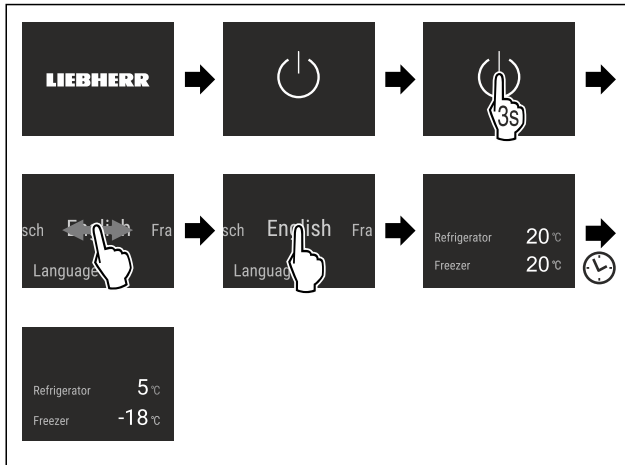 LIEBHERR
3s
sch English Fra
Language
sch English Fra
Language
Refrigerator 20 °C
Freezer 20 °C
Refrigerator 5 °C
Freezer -18 °C